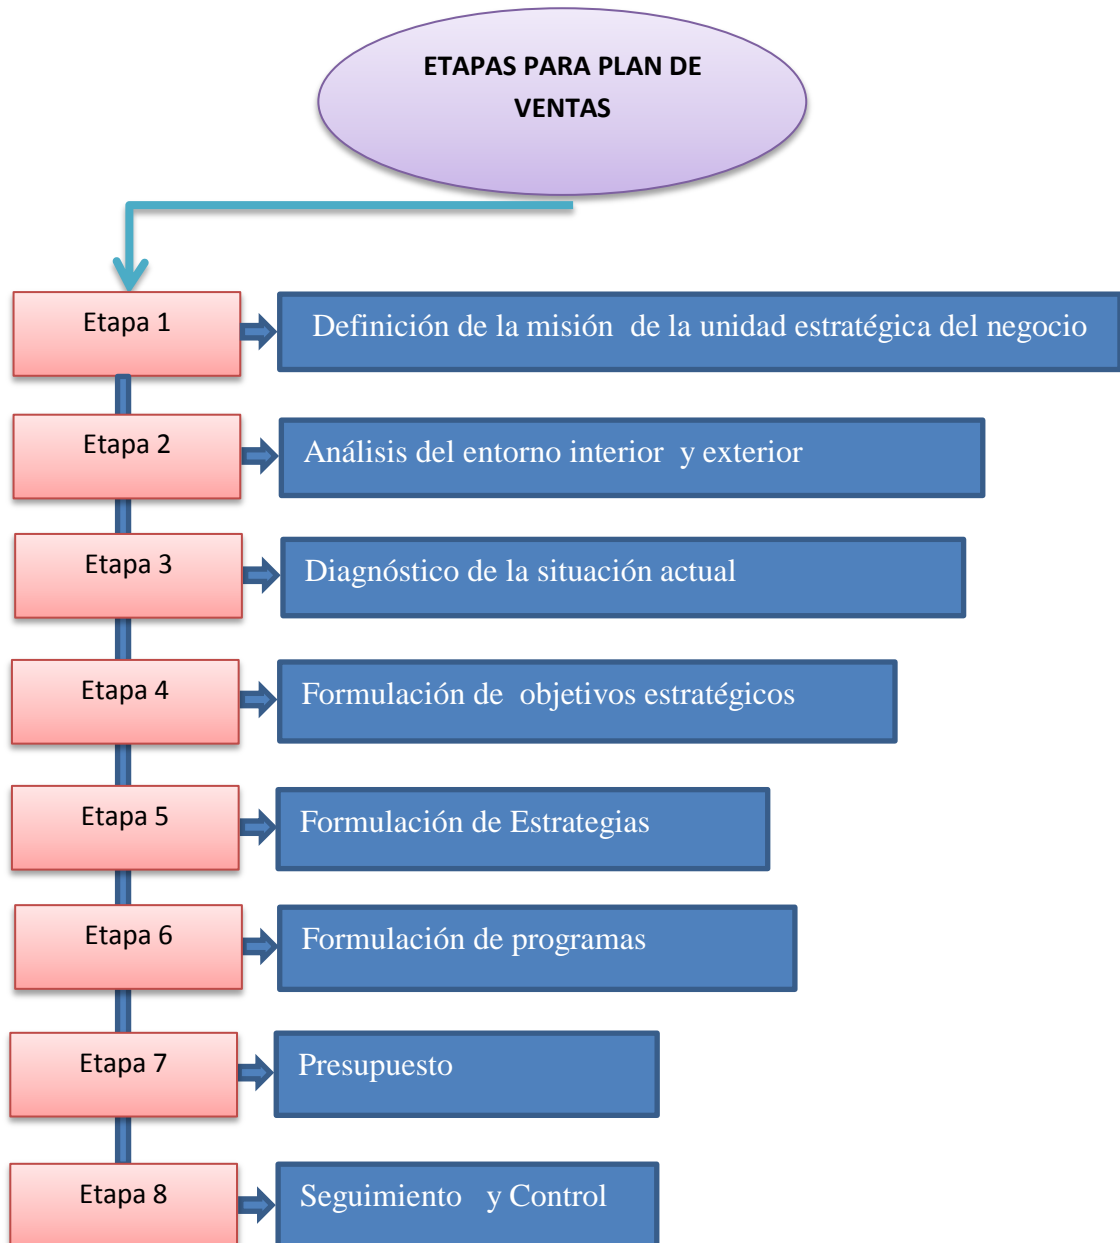 ETAPAS PARA PLAN DE
VENTAS
Etapa 1
Definición de la misión de la unidad estratégica del negocio
Etapa 2
Análisis del entorno interior y exterior
Etapa 3
Diagnóstico de la situación actual
Etapa 4
Formulación de objetivos estratégicos
Etapa 5
Formulación de Estrategias
Etapa 6
Formulación de programas
Etapa 7
Presupuesto
Etapa 8
Seguimiento y Control